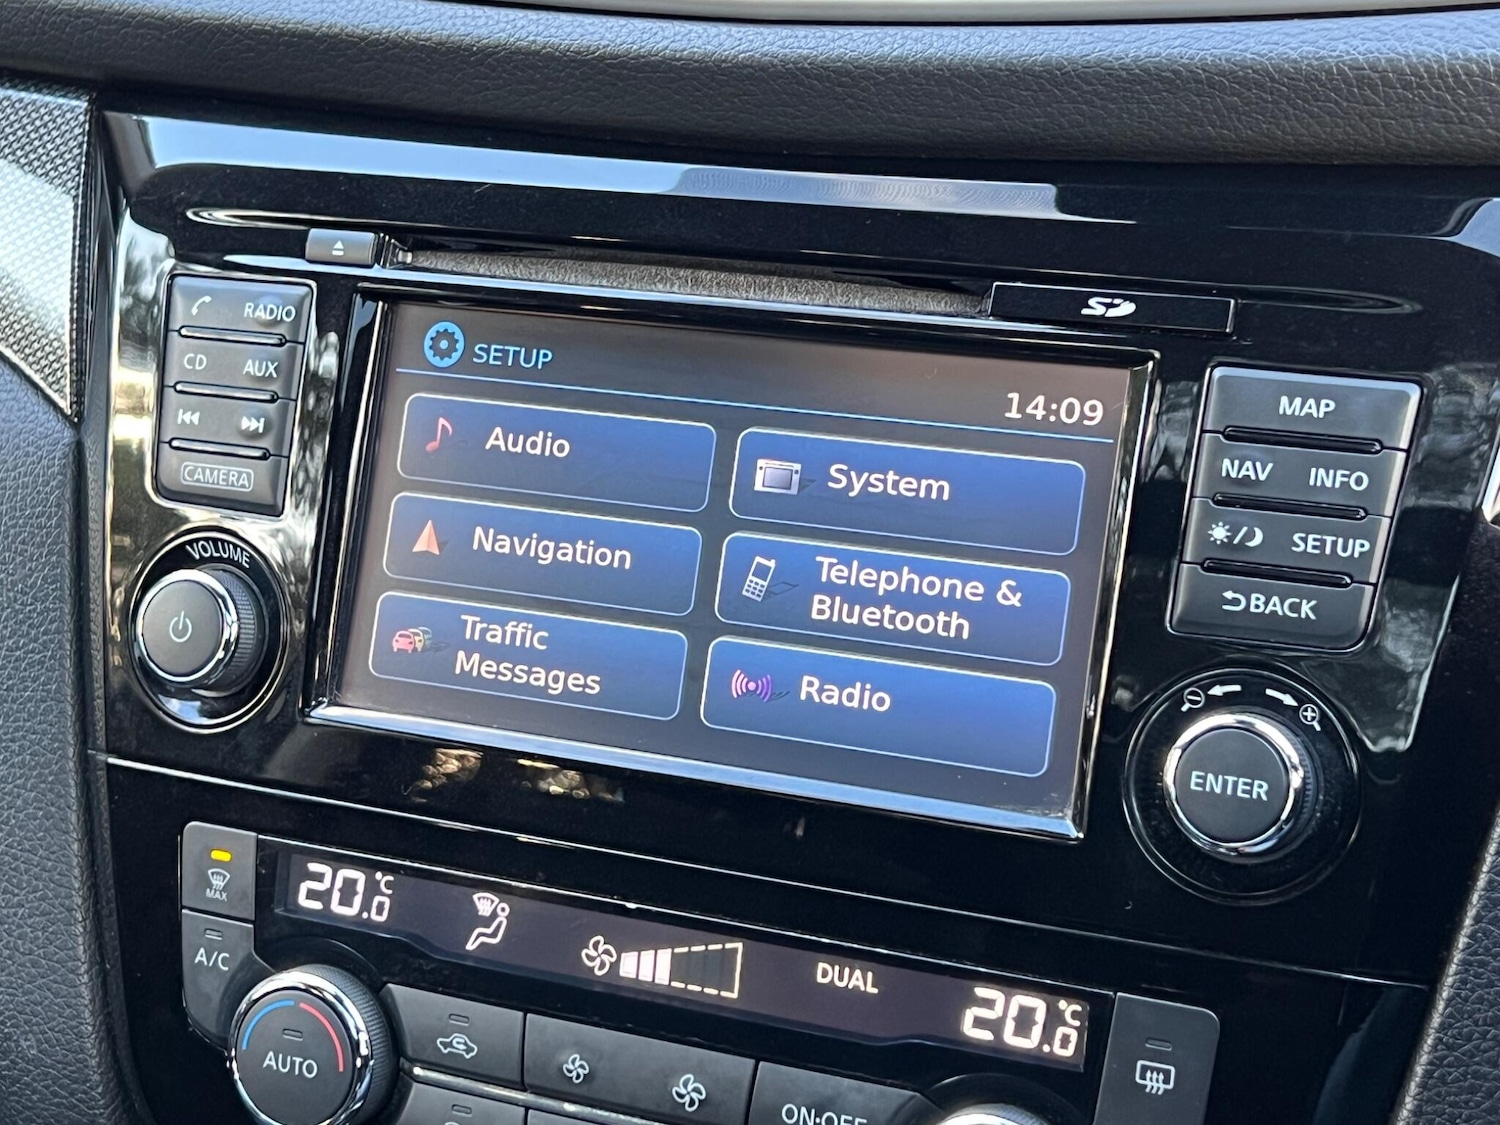 SD
RADIO
CD AUX
CAMERA
VOLUME
SETUP
14:09
Audio
System
Navigation
Telephone &
Bluetooth
Traffic
Messages
Radio
MAP
NAV INFO
SETUP
BACK
ENTER
MAX
A/C
20.0 °C
DUAL
20.0 °C
AUTO
ON·OFF